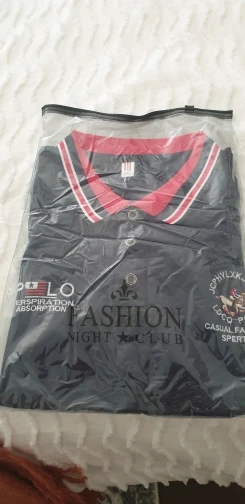 POLO
PERSPIRATION
ABSORPTION
FASHION
NIGHT ★ CLUB
CASUAL FA
SPERT